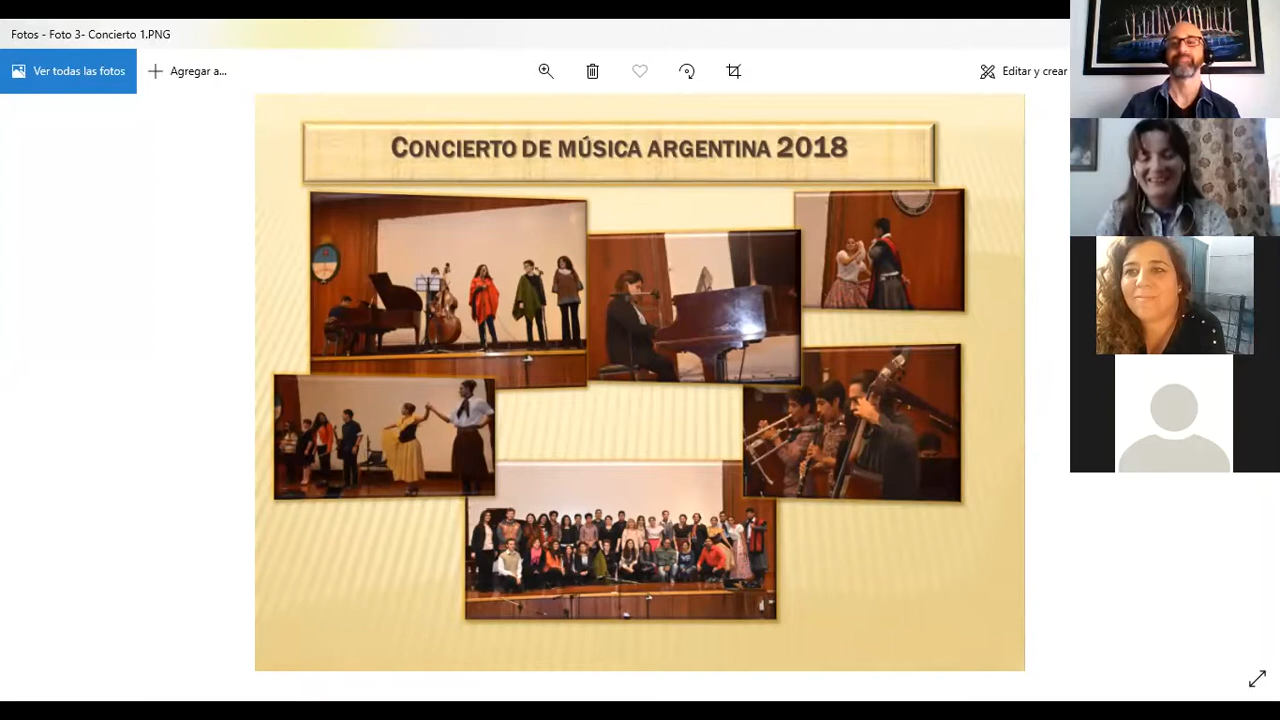 Fotos - Foto 3- Concierto 1.PNG
Ver todas las fotos
Agregar a...
Editar y crear
CONCIERTO DE MÚSICA ARGENTINA 2018